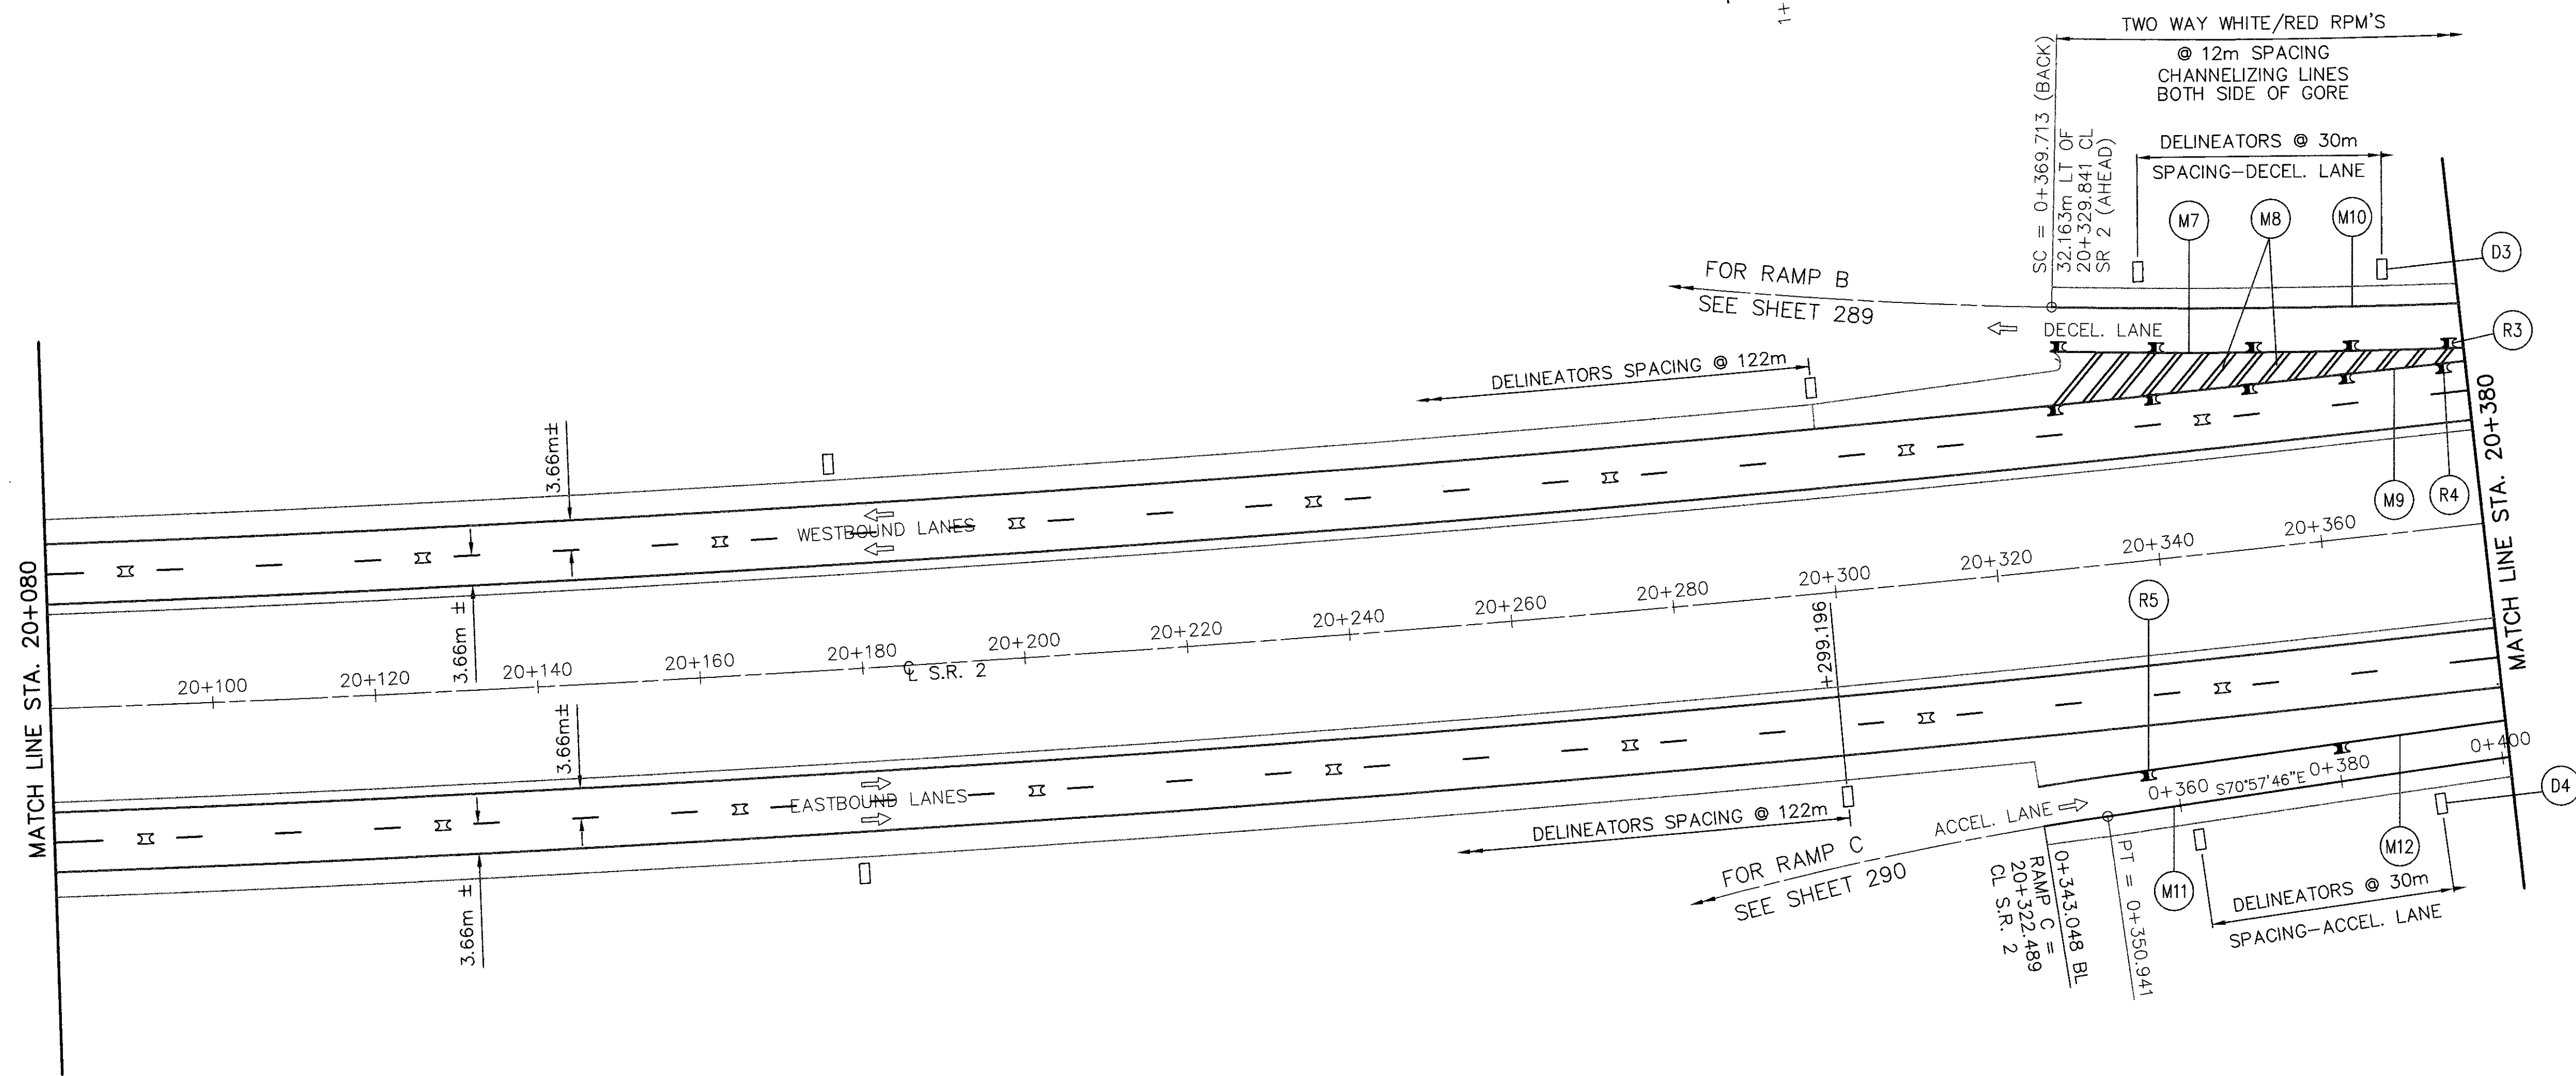 1+
TWO WAY WHITE/RED RPM'S
@ 12m SPACING
CHANNELIZING LINES
BOTH SIDE OF GORE
SC = 0+369.713 (BACK)
32.163m LT OF
20+329.841 CL
SR 2 (AHEAD)
DELINEATORS @ 30m
SPACING-DECEL. LANE
M7
M8
M10
D3
FOR RAMP B
SEE SHEET 289
DECEL. LANE
R3
DELINEATORS SPACING @ 122m
3.66m±
WESTBOUND LANES
M9
R4
MATCH LINE STA. 20+080
MATCH LINE STA. 20+380
3.66m ±
20+100
20+120
20+140
20+160
20+180
20+200
20+220
20+240
20+260
20+280
20+300
20+320
20+340
20+360
℄ S.R. 2
+299.196
R5
3.66m±
EASTBOUND LANES
3.66m ±
DELINEATORS SPACING @ 122m
ACCEL. LANE
0+360
S70°57'46"E
0+380
0+400
D4
FOR RAMP C
SEE SHEET 290
0+343.048 BL
RAMP C =
20+322.489
CL S.R. 2
PT = 0+350.941
M11
M12
DELINEATORS @ 30m
SPACING-ACCEL. LANE